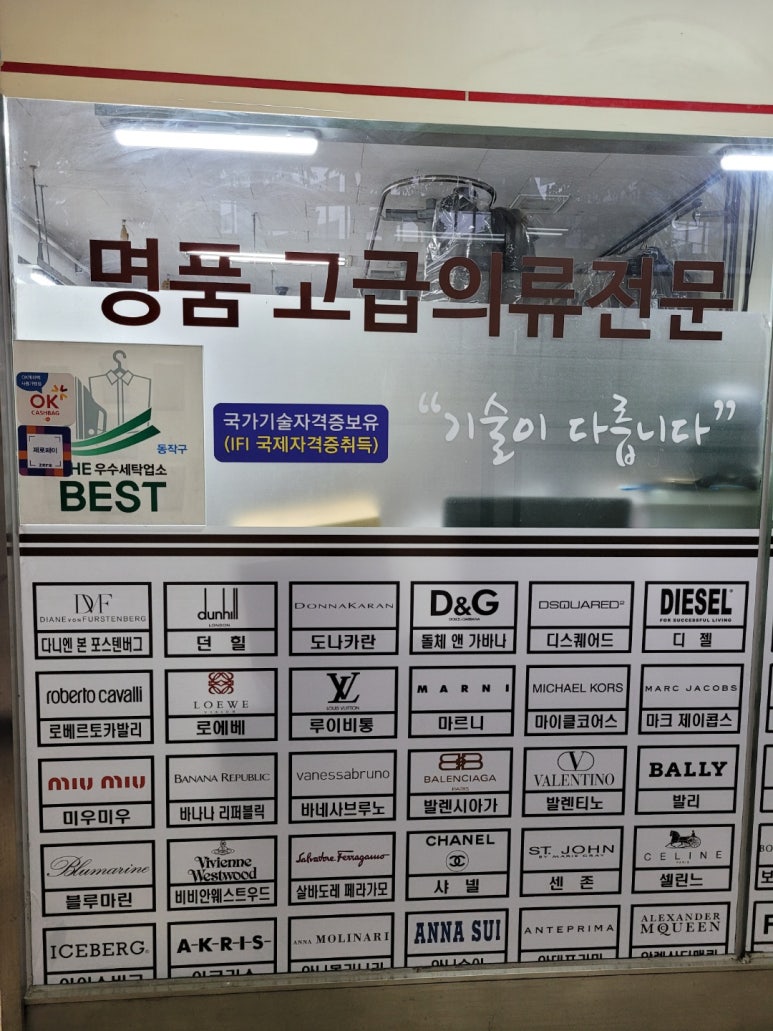 명품 고급의류전문
OK
CASHBAG
제로페이
zero
동작구
THE 우수세탁업소
BEST
국가기술자격증보유
(IFI 국제자격증취득)
“기술이 다릅니다”
DVF
DIANE VON FURSTENBERG
다니엔 본 포스텐버그
dunhill
LONDON
던 힐
DONNAKARAN
도나카란
D&G
DOLCE & GABBANA
돌체 앤 가바나
DSQUARED2
디스퀘어드
DIESEL
FOR SUCCESSFUL LIVING
디 젤
roberto cavalli
로베르토카발리
LOEWE
로에베
LV
LOUIS VUITTON
루이비통
MARNI
마르니
MICHAEL KORS
마이클코어스
MARC JACOBS
마크 제이콥스
miu miu
미우미우
BANANA REPUBLIC
바나나 리퍼블릭
vanessabruno
바네사브루노
BALENCIAGA
PARIS
발렌시아가
V
VALENTINO
발렌티노
BALLY
발리
Blumarine
블루마린
Vivienne
Westwood
비비안웨스트우드
Salvatore Ferragamo
살바도레 페라가모
CHANEL
샤 넬
ST. JOHN
BY MARIE GRAY
센 존
CELINE
PARIS
셀린느
ICEBERG
A-K-R-I-S-
ANNA MOLINARI
ANNA SUI
ANTEPRIMA
ALEXANDER
MCQUEEN